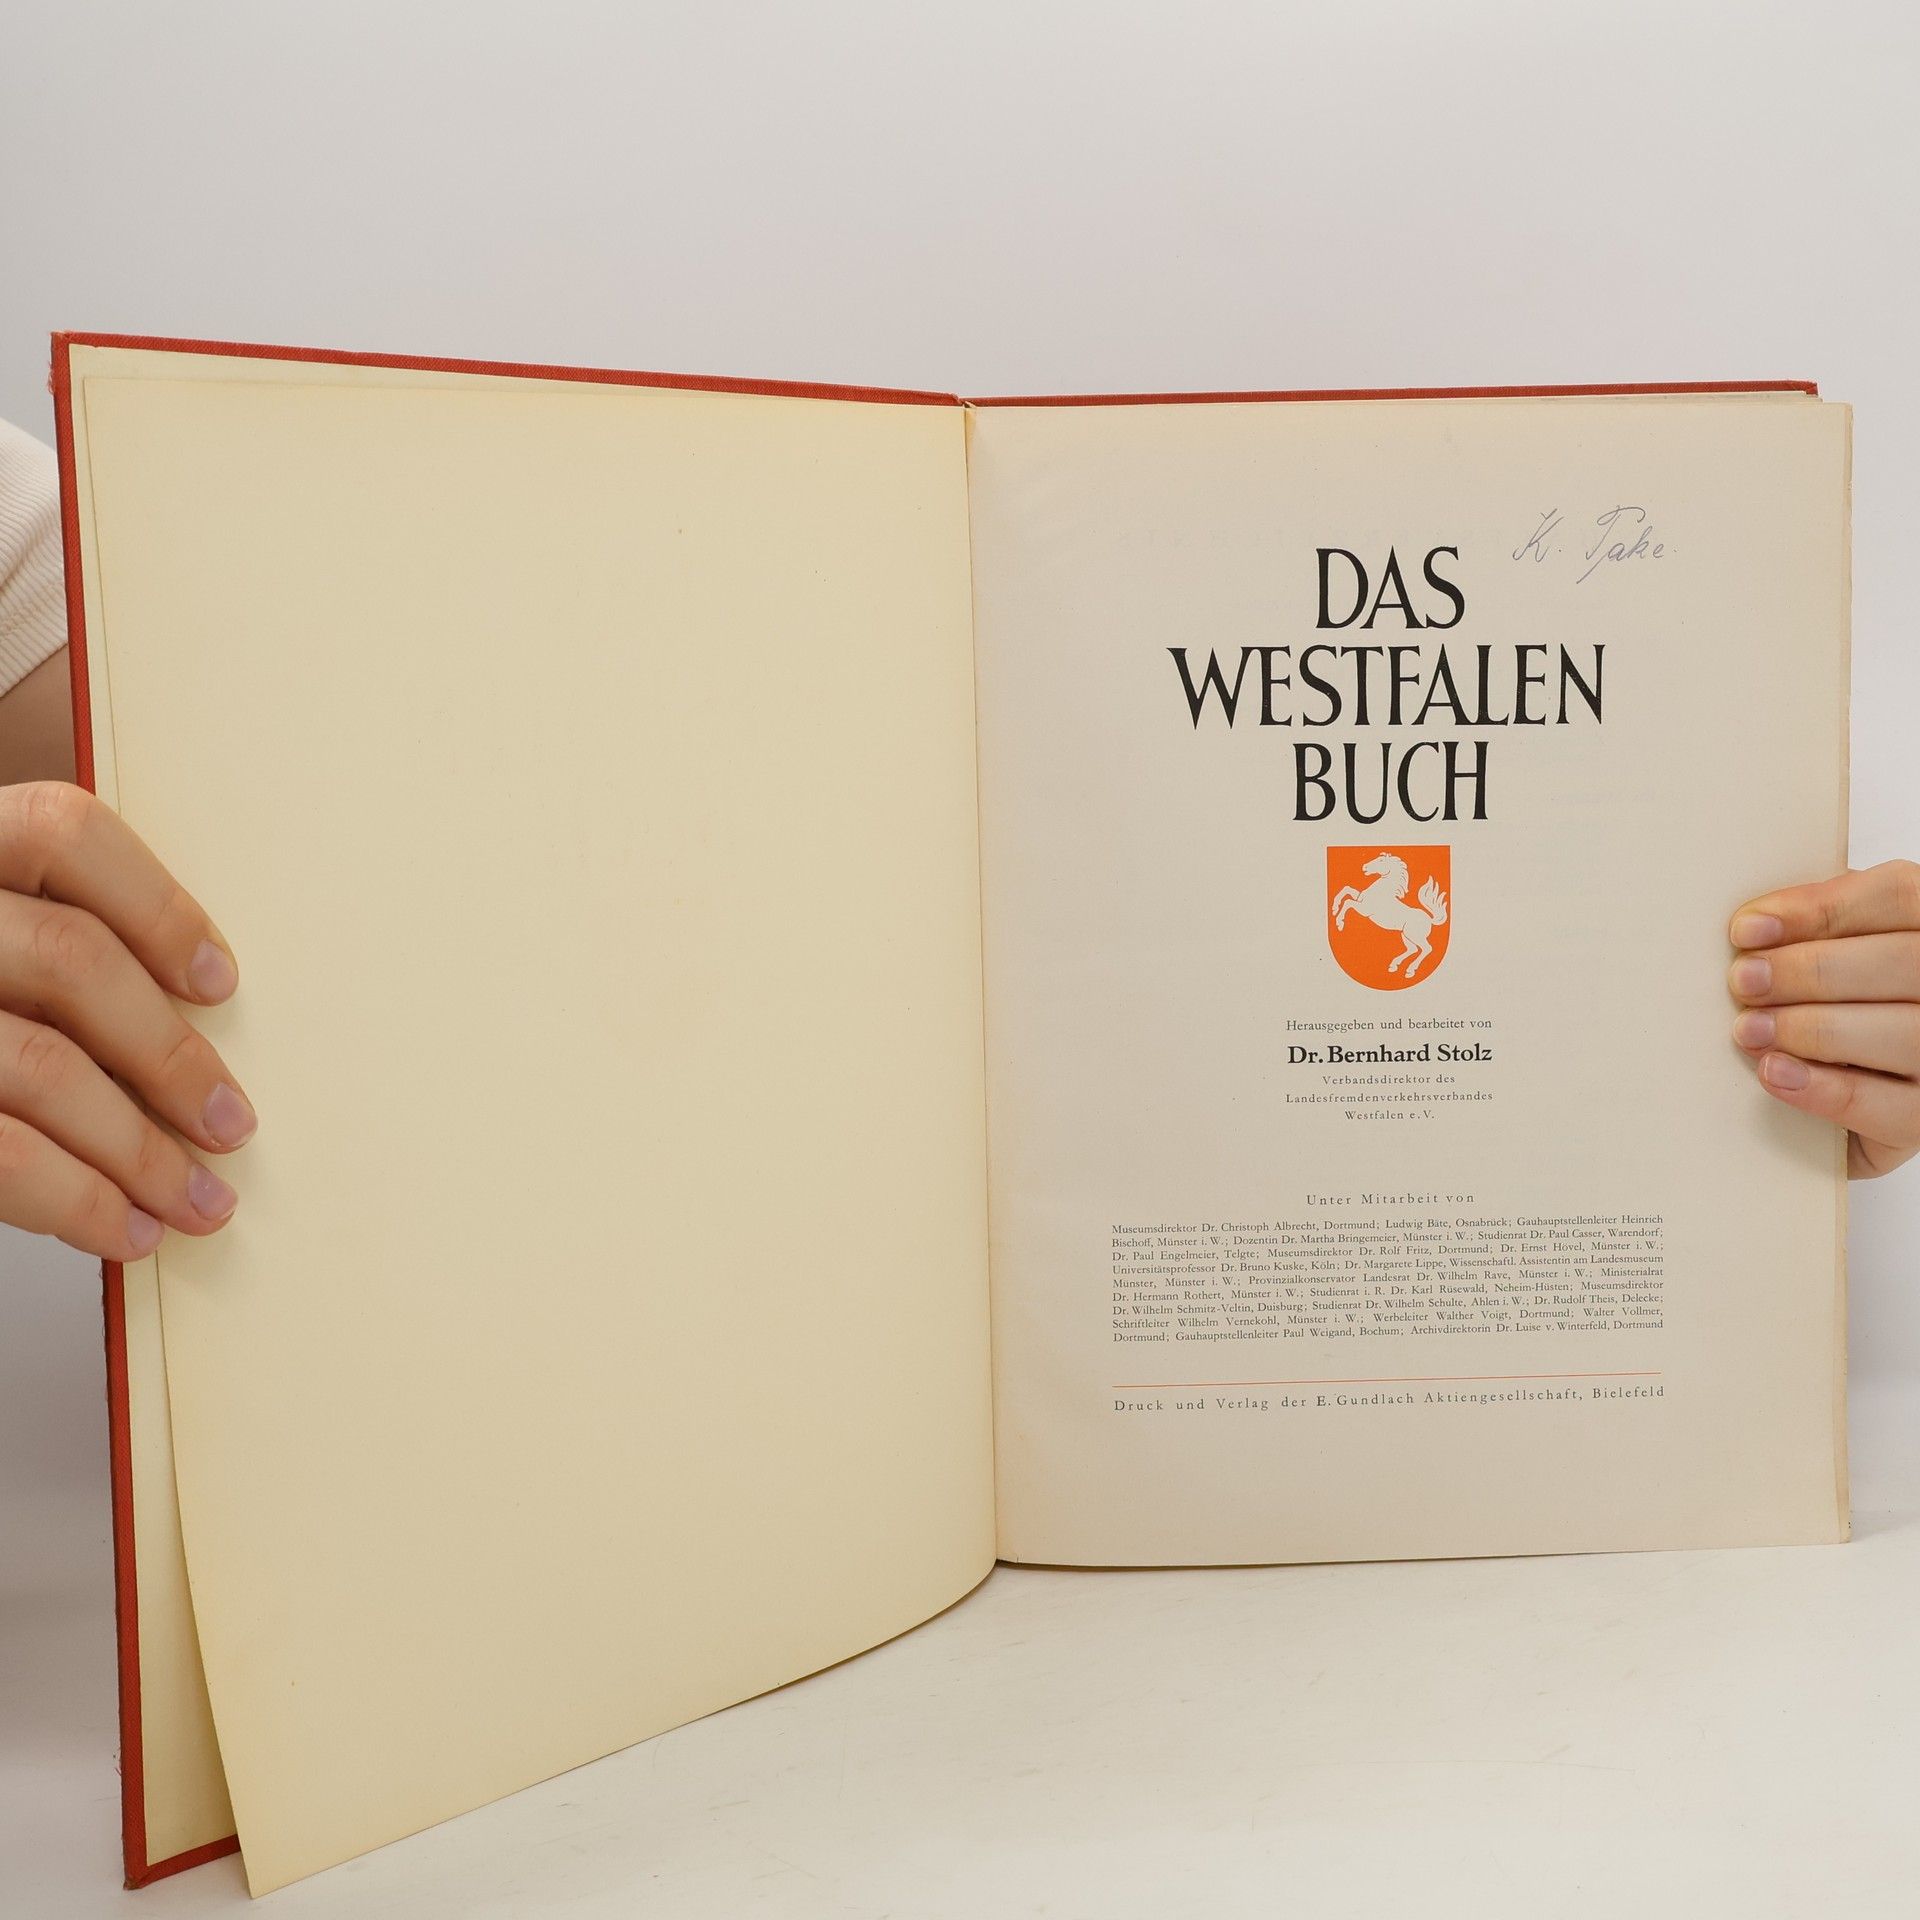 K. Take.
DAS
WESTFALEN
BUCH
Herausgegeben und bearbeitet von
Dr. Bernhard Stolz
Verbandsdirektor des
Landesfremdenverkehrsverbandes
Westfalen e. V.
Unter Mitarbeit von
Museumsdirektor Dr. Christoph Albrecht, Dortmund; Ludwig Bäte, Osnabrück; Gauhauptstellenleiter Heinrich
Bischoff, Münster i. W.; Dozentin Dr. Martha Bringemeier, Münster i. W.; Studienrat Dr. Paul Casser, Warendorf;
Dr. Paul Engelmeier, Telgte; Museumsdirektor Dr. Rolf Fritz, Dortmund; Dr. Ernst Hövel, Münster i. W.;
Universitätsprofessor Dr. Bruno Kuske, Köln; Dr. Margarete Lippe, Wissenschaftl. Assistentin am Landesmuseum
Münster, Münster i. W.; Provinzialkonservator Landesrat Dr. Wilhelm Rave, Münster i. W.; Ministerialrat
Dr. Hermann Rothert, Münster i. W.; Studienrat i. R. Dr. Karl Rüsewald, Neheim-Hüsten; Museumsdirektor
Dr. Wilhelm Schmitz-Veltin, Duisburg; Studienrat Dr. Wilhelm Schulte, Ahlen i. W.; Dr. Rudolf Theis, Delecke;
Schriftleiter Wilhelm Vernekohl, Münster i. W.; Werbeleiter Walther Voigt, Dortmund; Walter Vollmer,
Dortmund; Gauhauptstellenleiter Paul Weigand, Bochum; Archivdirektorin Dr. Luise v. Winterfeld, Dortmund
Druck und Verlag der E. Gundlach Aktiengesellschaft, Bielefeld